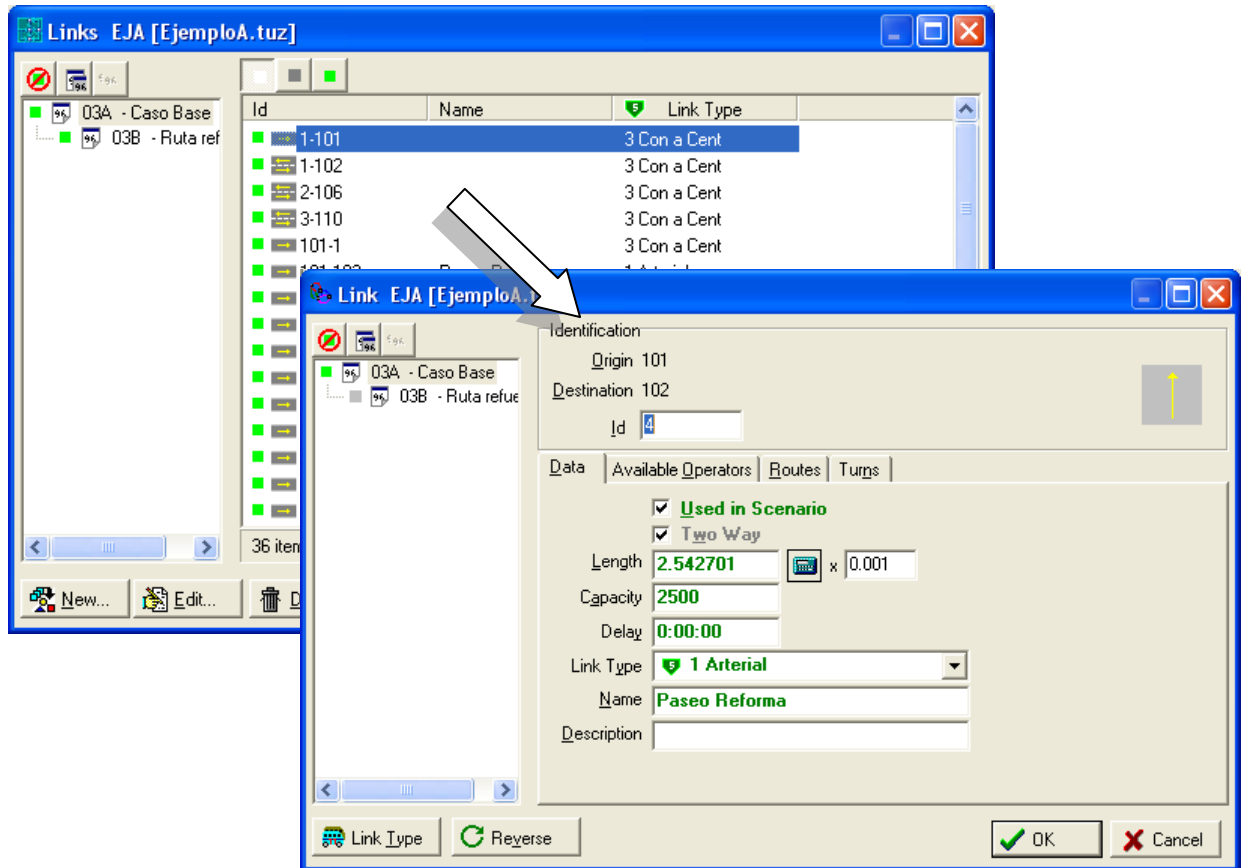 Links EJA [EjemploA.tuz]
03A - Caso Base
03B - Ruta ref
Id Name Link Type
1-101 3 Con a Cent
1-102 3 Con a Cent
2-106 3 Con a Cent
3-110 3 Con a Cent
101-1 3 Con a Cent
36 item
New... Edit... D
Link EJA [EjemploA.t
03A - Caso Base
03B - Ruta refue
Identification
Origin 101
Destination 102
Id 4
Data Available Operators Routes Turns
Used in Scenario
Two Way
Length 2.542701 x 0.001
Capacity 2500
Delay 0:00:00
Link Type 5 1 Arterial
Name Paseo Reforma
Description
Link Type Reverse OK Cancel